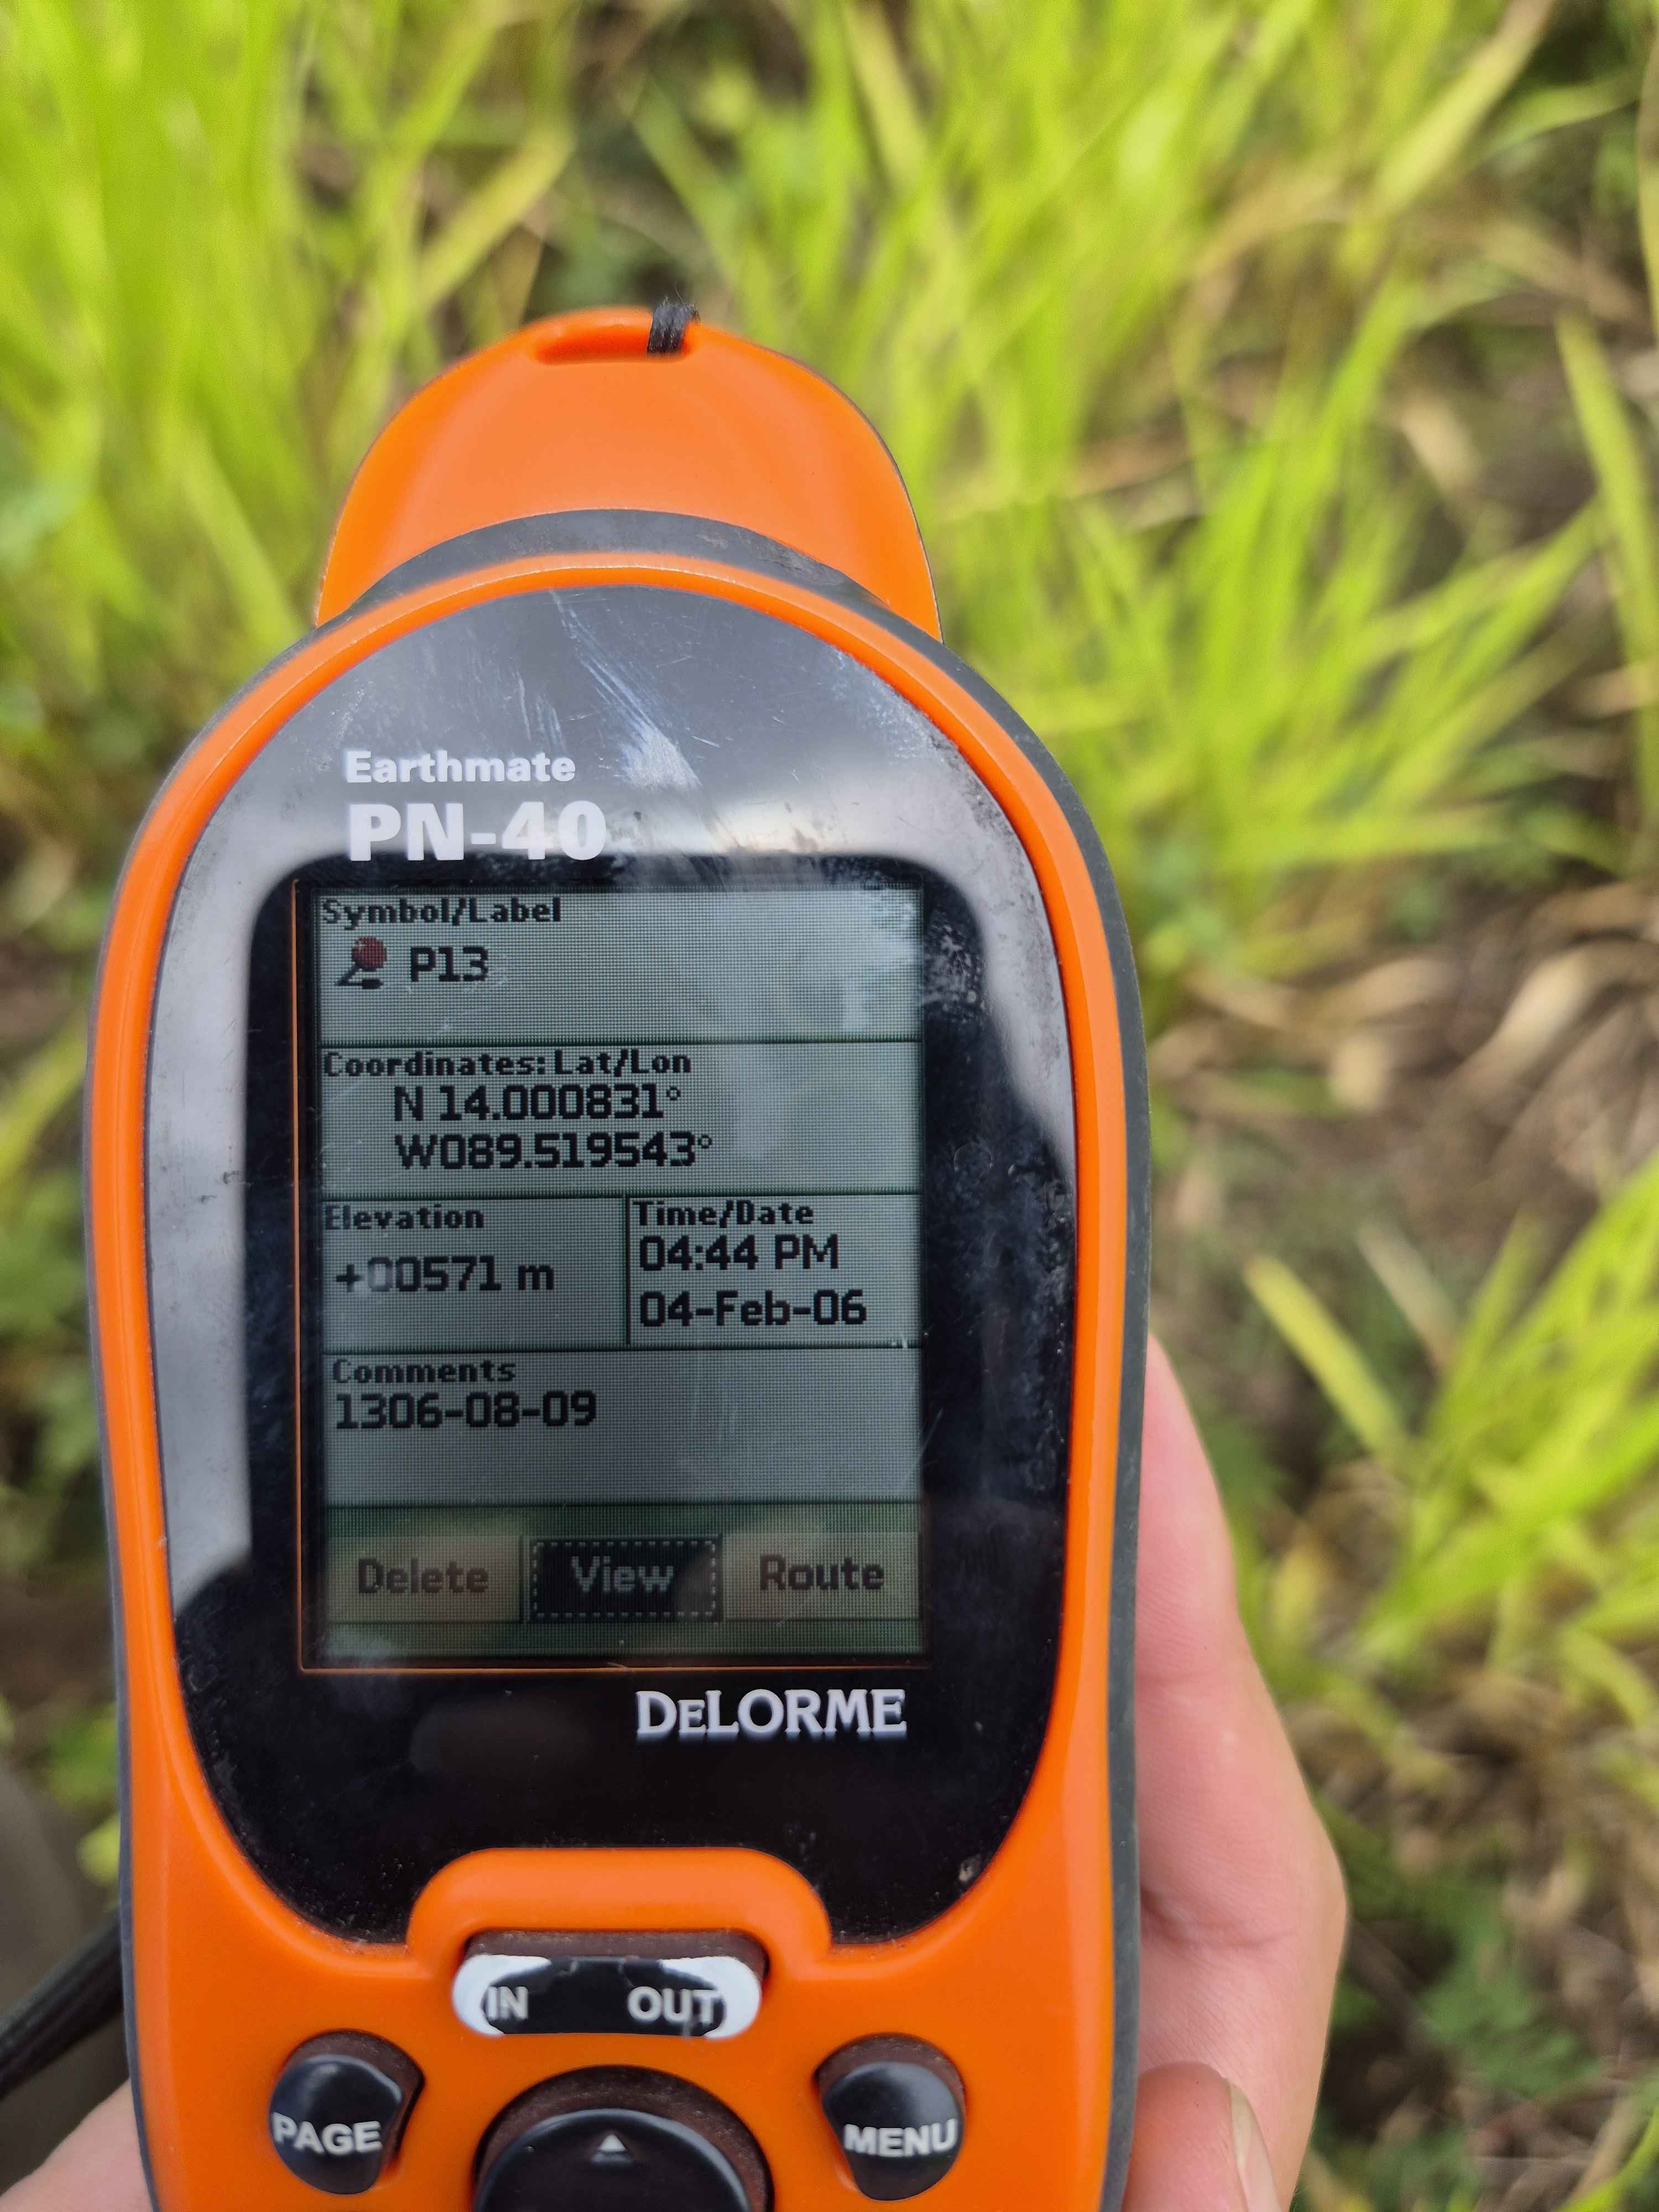 Earthmate
PN-40
Symbol/Label
P13
Coordinates: Lat/Lon
N 14.000831°
W089.519543°
Elevation
+00571 m
Time/Date
04:44 PM
04-Feb-06
Comments
1306-08-09
Delete View Route
DELORME
IN OUT
PAGE MENU